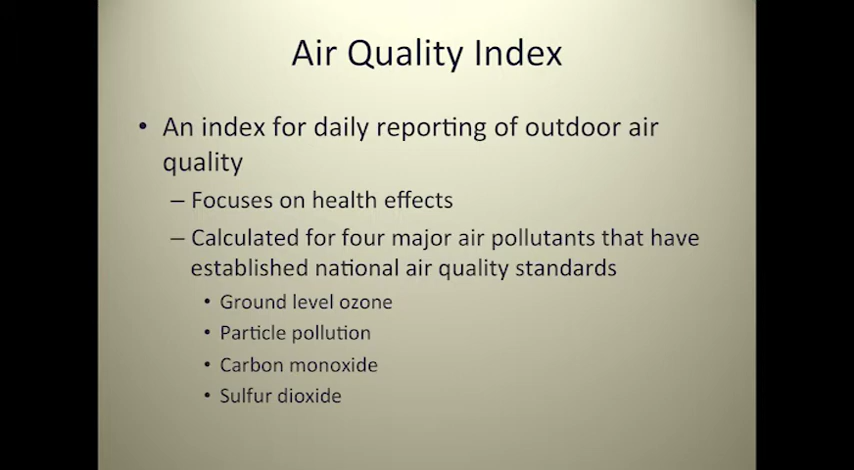 Air Quality Index
• An index for daily reporting of outdoor air
quality
– Focuses on health effects
– Calculated for four major air pollutants that have
established national air quality standards
• Ground level ozone
• Particle pollution
• Carbon monoxide
• Sulfur dioxide